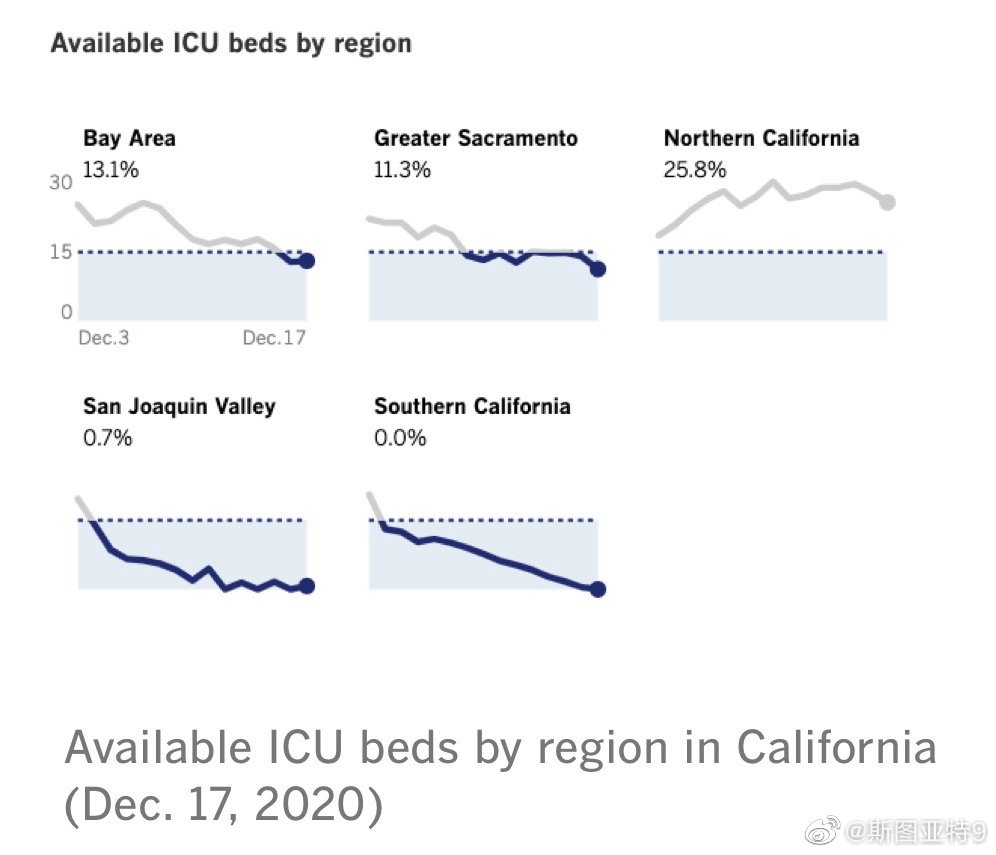 Available ICU beds by region
Bay Area
13.1%
Greater Sacramento
11.3%
Northern California
25.8%
30
15
0
Dec.3
Dec.17
San Joaquin Valley
0.7%
Southern California
0.0%
Available ICU beds by region in California
(Dec. 17, 2020)
@斯图亚特9